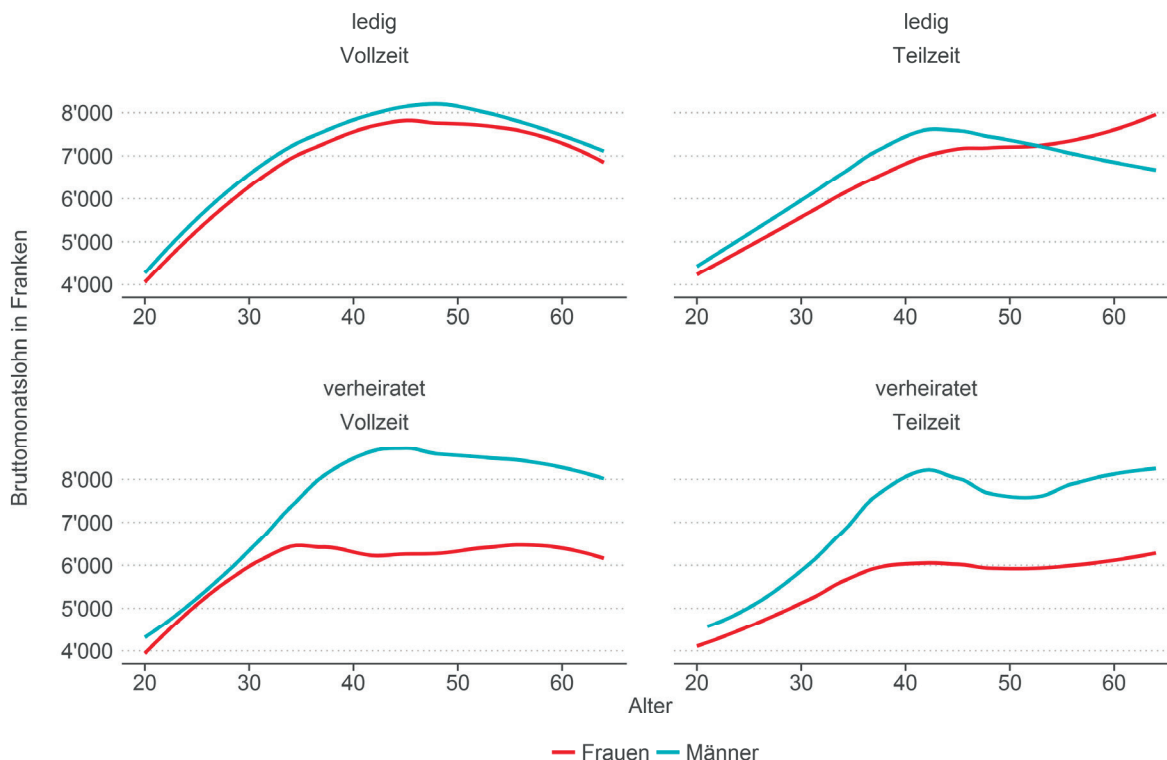 ledig
Vollzeit
8'000
7'000
6'000
5'000
4'000
20 30 40 50 60
ledig
Teilzeit
20 30 40 50 60
verheiratet
Vollzeit
8'000
7'000
6'000
5'000
4'000
20 30 40 50 60
verheiratet
Teilzeit
20 30 40 50 60
Bruttomonatslohn in Franken
Alter
Frauen Männer